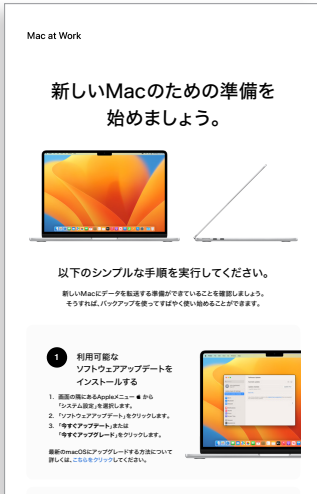 Mac at Work
新しいMacのための準備を
始めましょう。
以下のシンプルな手順を実行してください。
新しいMacにデータを転送する準備ができていることを確認しましょう。
そうすれば、バックアップを使ってすばやく使い始めることができます。
1
利用可能な
ソフトウェアアップデートを
インストールする
1. 画面の隅にあるAppleメニュー  から
「システム設定」を選択します。
2. 「ソフトウェアアップデート」をクリックします。
3. 「今すぐアップデート」または
「今すぐアップグレード」をクリックします。
最新のmacOSにアップグレードする方法について
詳しくは、こちらをクリックしてください。